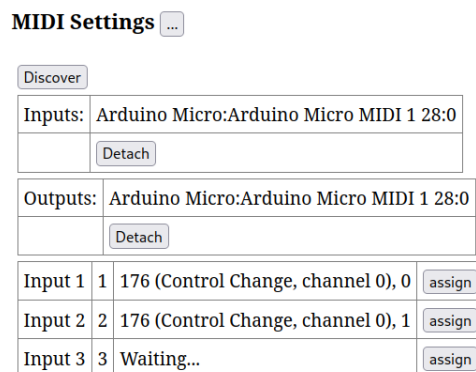 MIDI Settings ...
Discover
Inputs: Arduino Micro:Arduino Micro MIDI 1 28:0
Detach
Outputs: Arduino Micro:Arduino Micro MIDI 1 28:0
Detach
Input 1 1 176 (Control Change, channel 0), 0 assign
Input 2 2 176 (Control Change, channel 0), 1 assign
Input 3 3 Waiting... assign